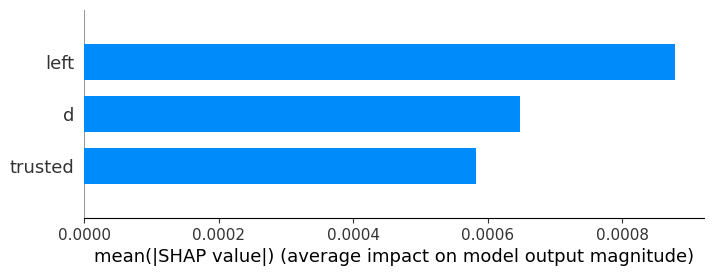 left
d
trusted
0.0000 0.0002 0.0004 0.0006 0.0008
mean(|SHAP value|) (average impact on model output magnitude)